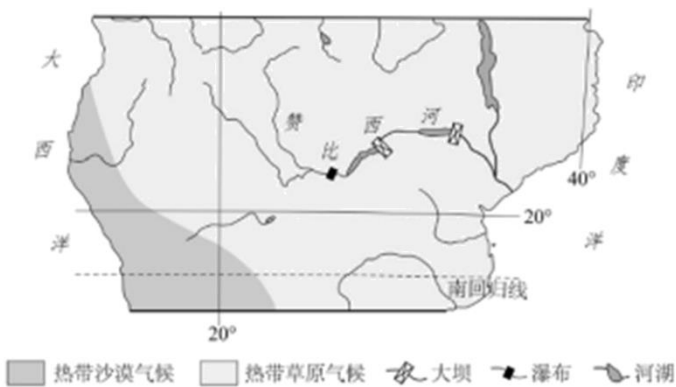 大
西
洋
印
度
洋
赞
比
西
河
40°
20°
南回归线
20°
热带沙漠气候 热带草原气候 大坝 瀑布 河湖